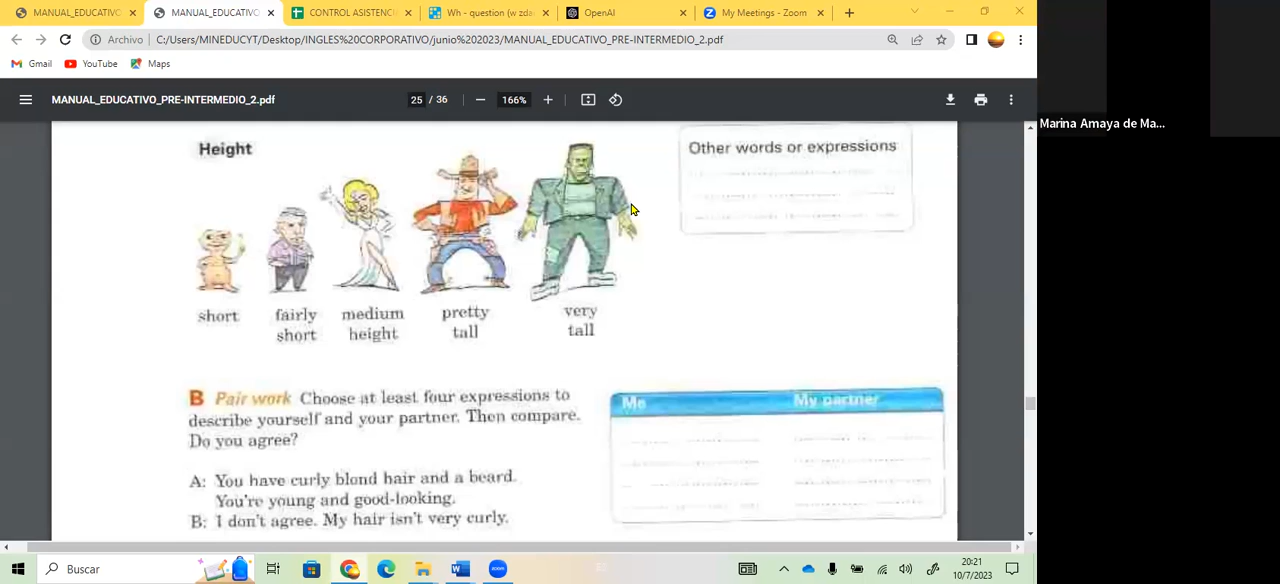 MANUAL_EDUCATIVO
MANUAL_EDUCATIVO
CONTROL ASISTENCI
Wh - question (w zda
OpenAI
My Meetings - Zoom
Archivo
C:/Users/MINEDUCYT/Desktop/INGLES%20CORPORATIVO/junio%202023/MANUAL_EDUCATIVO_PRE-INTERMEDIO_2.pdf
Gmail
YouTube
Maps
MANUAL_EDUCATIVO_PRE-INTERMEDIO_2.pdf
25 / 36
166%
Marina Amaya de Ma...
Height
Other words or expressions
short
fairly short
medium height
pretty tall
very tall
B Pair work Choose at least four expressions to
describe yourself and your partner. Then compare.
Do you agree?
Me
My partner
A: You have curly blond hair and a beard.
You're young and good-looking.
B: I don't agree. My hair isn't very curly.
Buscar
20:21
10/7/2023